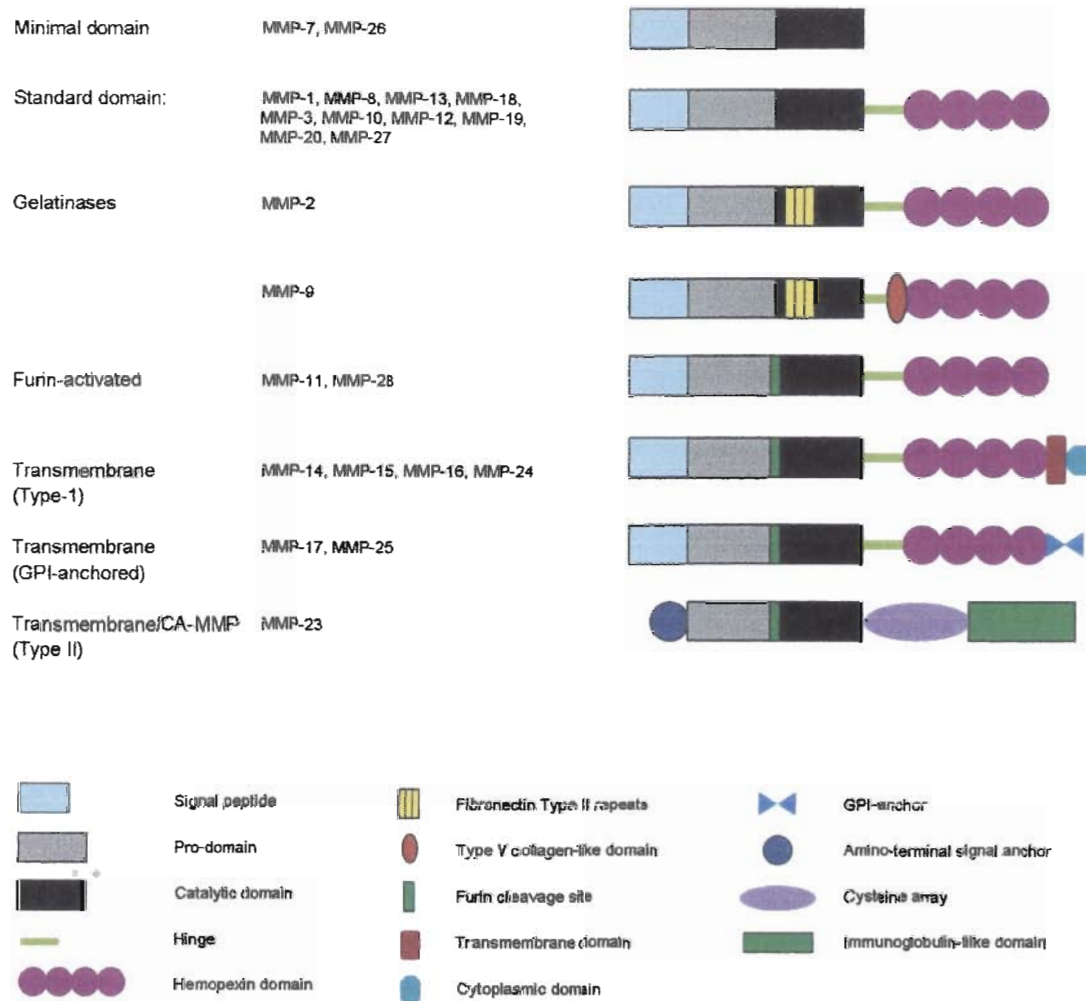 Minimal domain MMP-7, MMP-26
Standard domain: MMP-1, MMP-8, MMP-13, MMP-18,
MMP-3, MMP-10, MMP-12, MMP-19,
MMP-20, MMP-27
Gelatinases MMP-2
MMP-9
Furin-activated MMP-11, MMP-28
Transmembrane MMP-14, MMP-15, MMP-16, MMP-24
(Type-1)
Transmembrane MMP-17, MMP-25
(GPI-anchored)
Transmembrane/CA-MMP MMP-23
(Type II)
Signal peptide Fibronectin Type II repeats GPI-anchor
Pro-domain Type V collagen-like domain Amino-terminal signal anchor
Catalytic domain Furin cleavage site Cysteine array
Hinge Transmembrane domain Immunoglobulin-like domain
Hemopexin domain Cytoplasmic domain